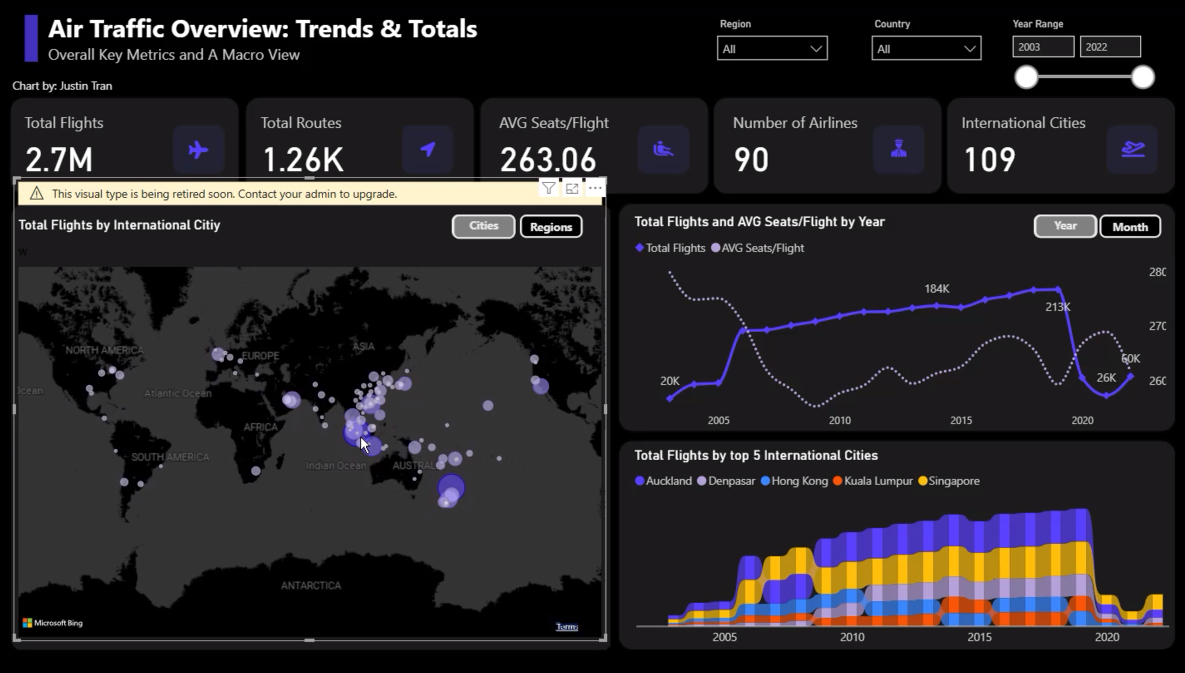 Air Traffic Overview: Trends & Totals
Overall Key Metrics and A Macro View
Chart by: Justin Tran
Region
All
Country
All
Year Range
2003
2022
Total Flights
2.7M
Total Routes
1.26K
AVG Seats/Flight
263.06
Number of Airlines
90
International Cities
109
This visual type is being retired soon. Contact your admin to upgrade.
Total Flights by International Citiy
Cities
Regions
NORTH AMERICA
EUROPE
ASIA
Atlantic Ocean
AFRICA
SOUTH AMERICA
Indian Ocean
AUSTRAL
ANTARCTICA
Microsoft Bing
Terms
Total Flights and AVG Seats/Flight by Year
Year
Month
Total Flights
AVG Seats/Flight
20K
184K
213K
26K
60K
280
270
260
2005
2010
2015
2020
Total Flights by top 5 International Cities
Auckland
Denpasar
Hong Kong
Kuala Lumpur
Singapore
2005
2010
2015
2020